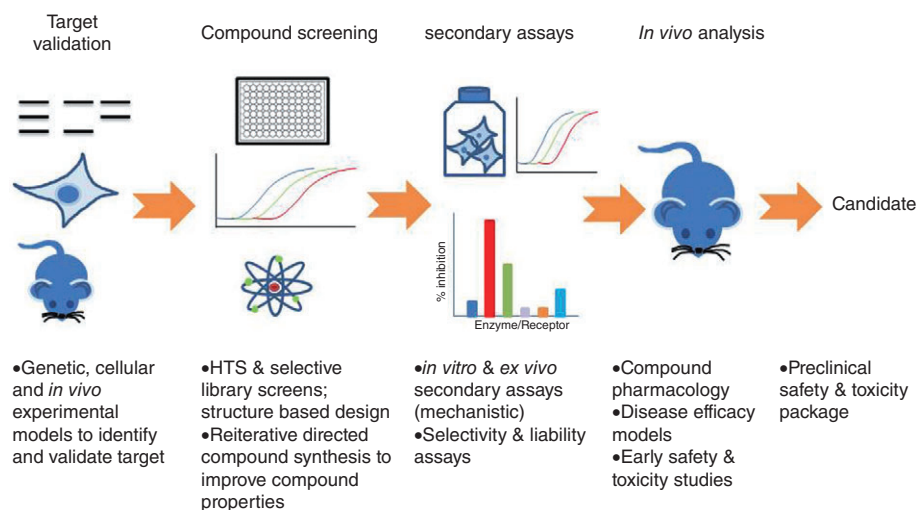 Target
validation
Compound screening
secondary assays
In vivo analysis
Candidate
% inhibition
Enzyme/Receptor
•Genetic, cellular
and in vivo
experimental
models to identify
and validate target
•HTS & selective
library screens;
structure based design
•Reiterative directed
compound synthesis to
improve compound
properties
•in vitro & ex vivo
secondary assays
(mechanistic)
•Selectivity & liability
assays
•Compound
pharmacology
•Disease efficacy
models
•Early safety &
toxicity studies
•Preclinical
safety & toxicity
package